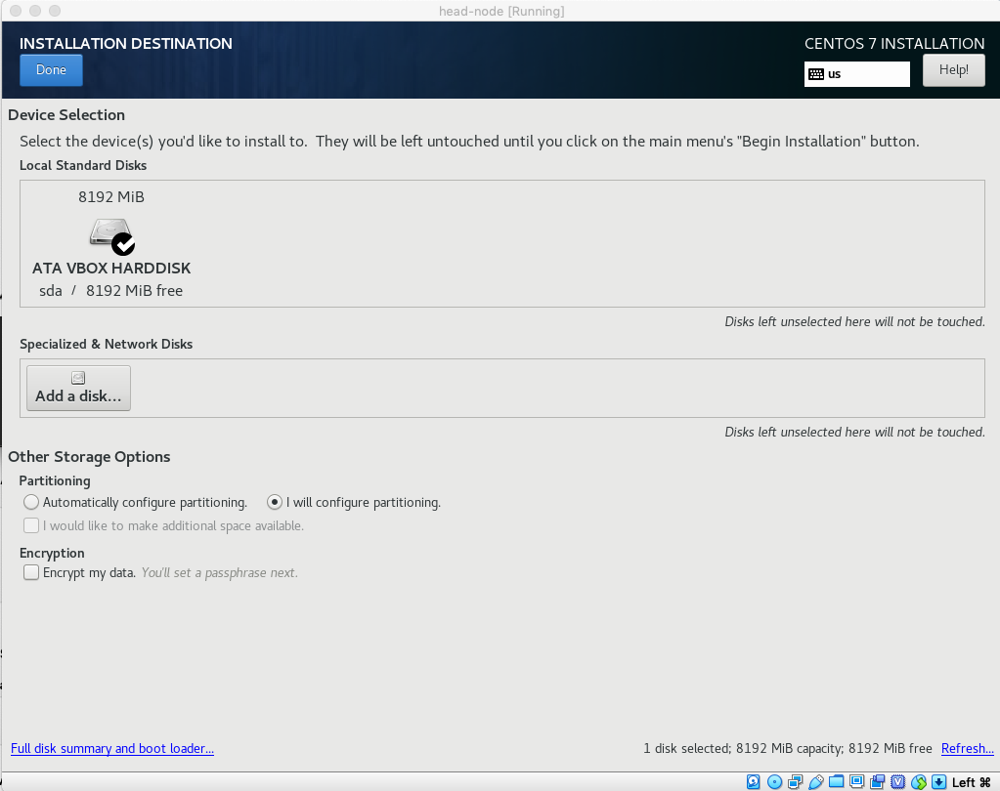 head-node [Running]
INSTALLATION DESTINATION
CENTOS 7 INSTALLATION
Done
us
Help!
Device Selection
Select the device(s) you'd like to install to.  They will be left untouched until you click on the main menu's "Begin Installation" button.
Local Standard Disks
8192 MiB
ATA VBOX HARDDISK
sda / 8192 MiB free
Disks left unselected here will not be touched.
Specialized & Network Disks
Add a disk...
Disks left unselected here will not be touched.
Other Storage Options
Partitioning
Automatically configure partitioning. I will configure partitioning.
I would like to make additional space available.
Encryption
Encrypt my data. You'll set a passphrase next.
Full disk summary and boot loader...
1 disk selected; 8192 MiB capacity; 8192 MiB free Refresh...
Left ⌘